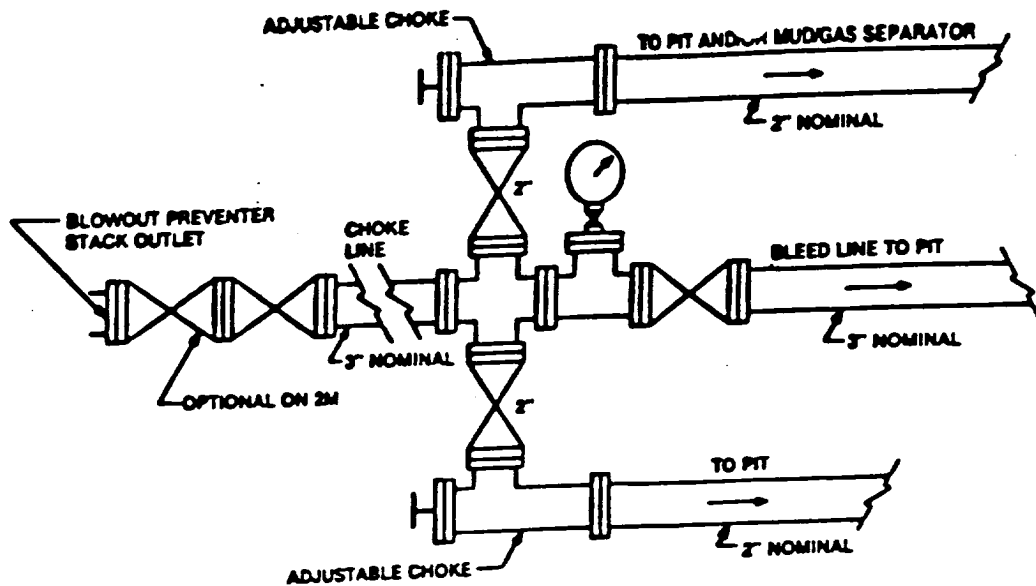 ADJUSTABLE CHOKE
TO PIT AND/OR MUD/GAS SEPARATOR
2" NOMINAL
2"
BLOWOUT PREVENTER
STACK OUTLET
CHOKE
LINE
BLEED LINE TO PIT
3" NOMINAL
3" NOMINAL
OPTIONAL ON 2M
2"
TO PIT
2" NOMINAL
ADJUSTABLE CHOKE